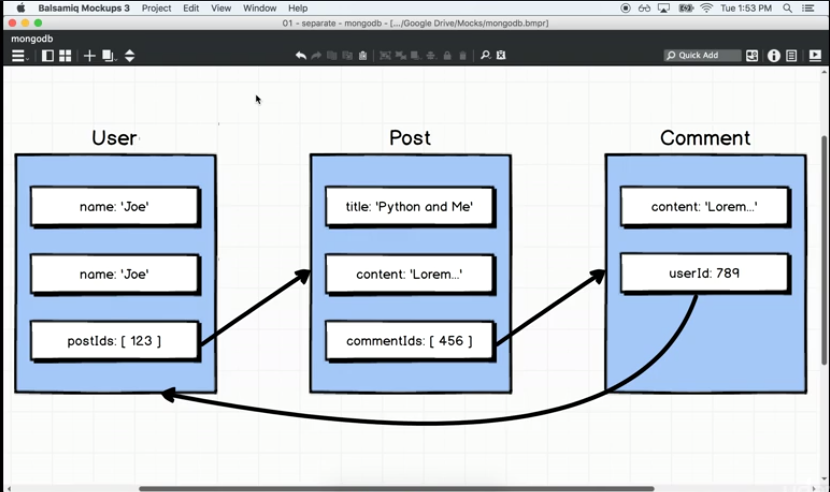 Balsamiq Mockups 3 Project Edit View Window Help Tue 1:53 PM
01 - separate - mongodb - [.../Google Drive/Mocks/mongodb.bmpr]
mongodb
Quick Add
User Post Comment
name: 'Joe' title: 'Python and Me' content: 'Lorem...'
name: 'Joe' content: 'Lorem...' userId: 789
postIds: [ 123 ] commentIds: [ 456 ]